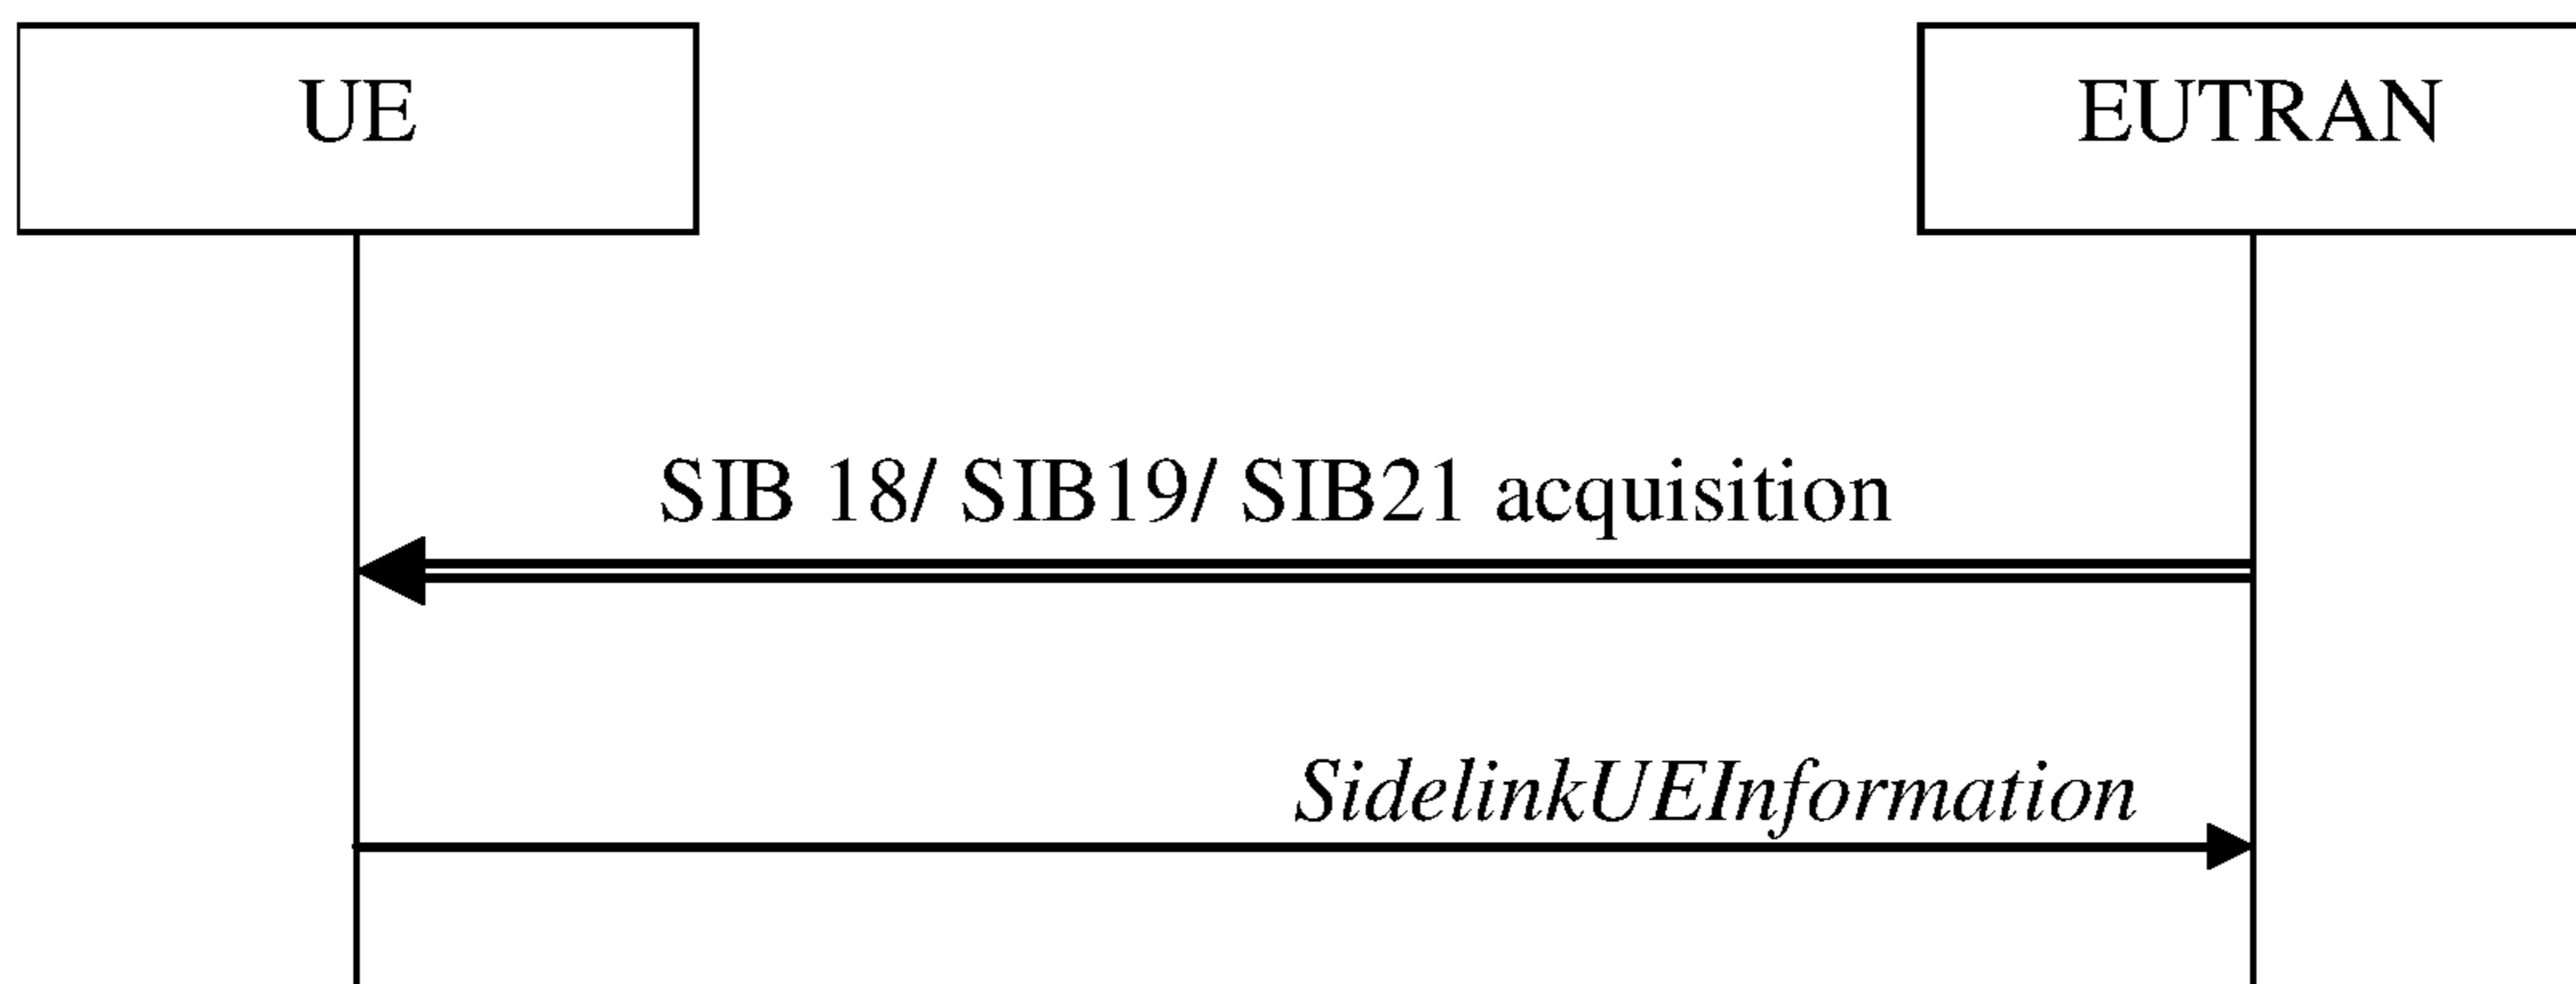 UE
EUTRAN
SIB 18/ SIB19/ SIB21 acquisition
SidelinkUEInformation